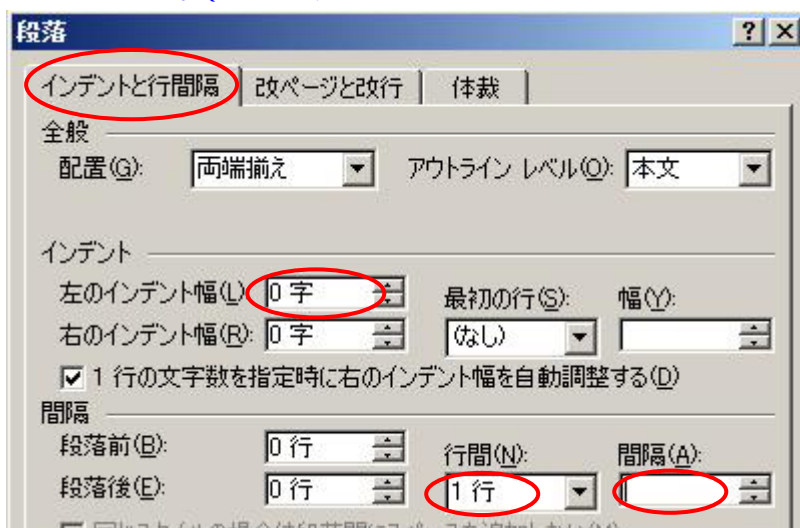 段落
インデントと行間隔 改ページと改行 体裁
全般
配置(G): 両端揃え アウトライン レベル(O): 本文
インデント
左のインデント幅(L): 0 字 最初の行(S): 幅(Y):
右のインデント幅(R): 0 字 (なし)
1 行の文字数を指定時に右のインデント幅を自動調整する(D)
間隔
段落前(B): 0 行 行間(N): 間隔(A):
段落後(E): 0 行 1 行